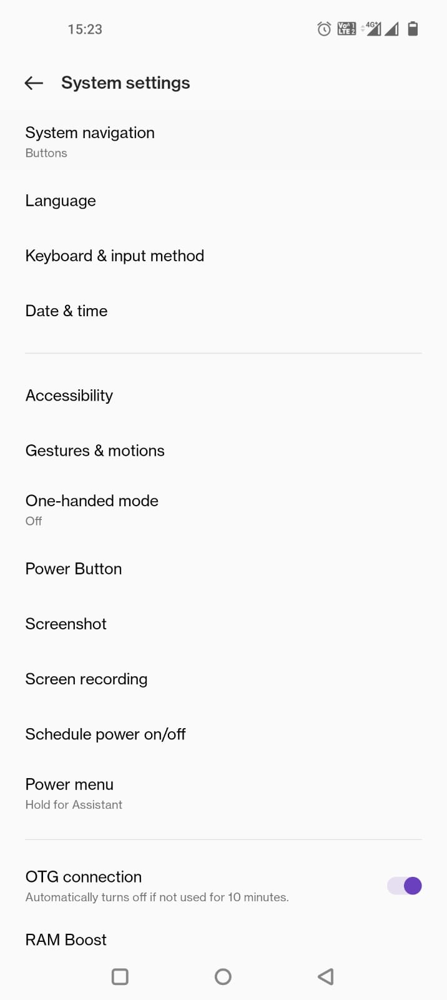 15:23
Vo 1
LTE 2
4G+
System settings
System navigation
Buttons
Language
Keyboard & input method
Date & time
Accessibility
Gestures & motions
One-handed mode
Off
Power Button
Screenshot
Screen recording
Schedule power on/off
Power menu
Hold for Assistant
OTG connection
Automatically turns off if not used for 10 minutes.
RAM Boost